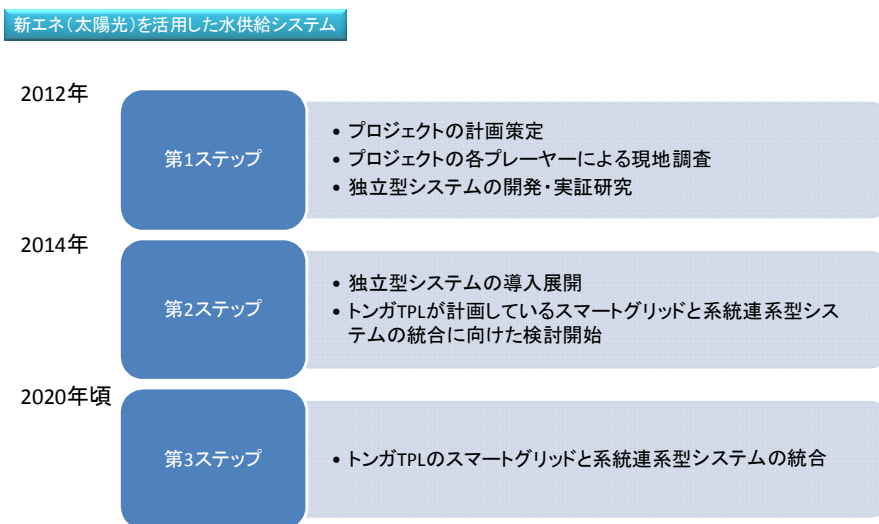 新エネ(太陽光)を活用した水供給システム
2012年
第1ステップ
• プロジェクトの計画策定
• プロジェクトの各プレーヤーによる現地調査
• 独立型システムの開発・実証研究
2014年
第2ステップ
• 独立型システムの導入展開
• トンガTPLが計画しているスマートグリッドと系統連系型シス
テムの統合に向けた検討開始
2020年頃
第3ステップ
• トンガTPLのスマートグリッドと系統連系型システムの統合